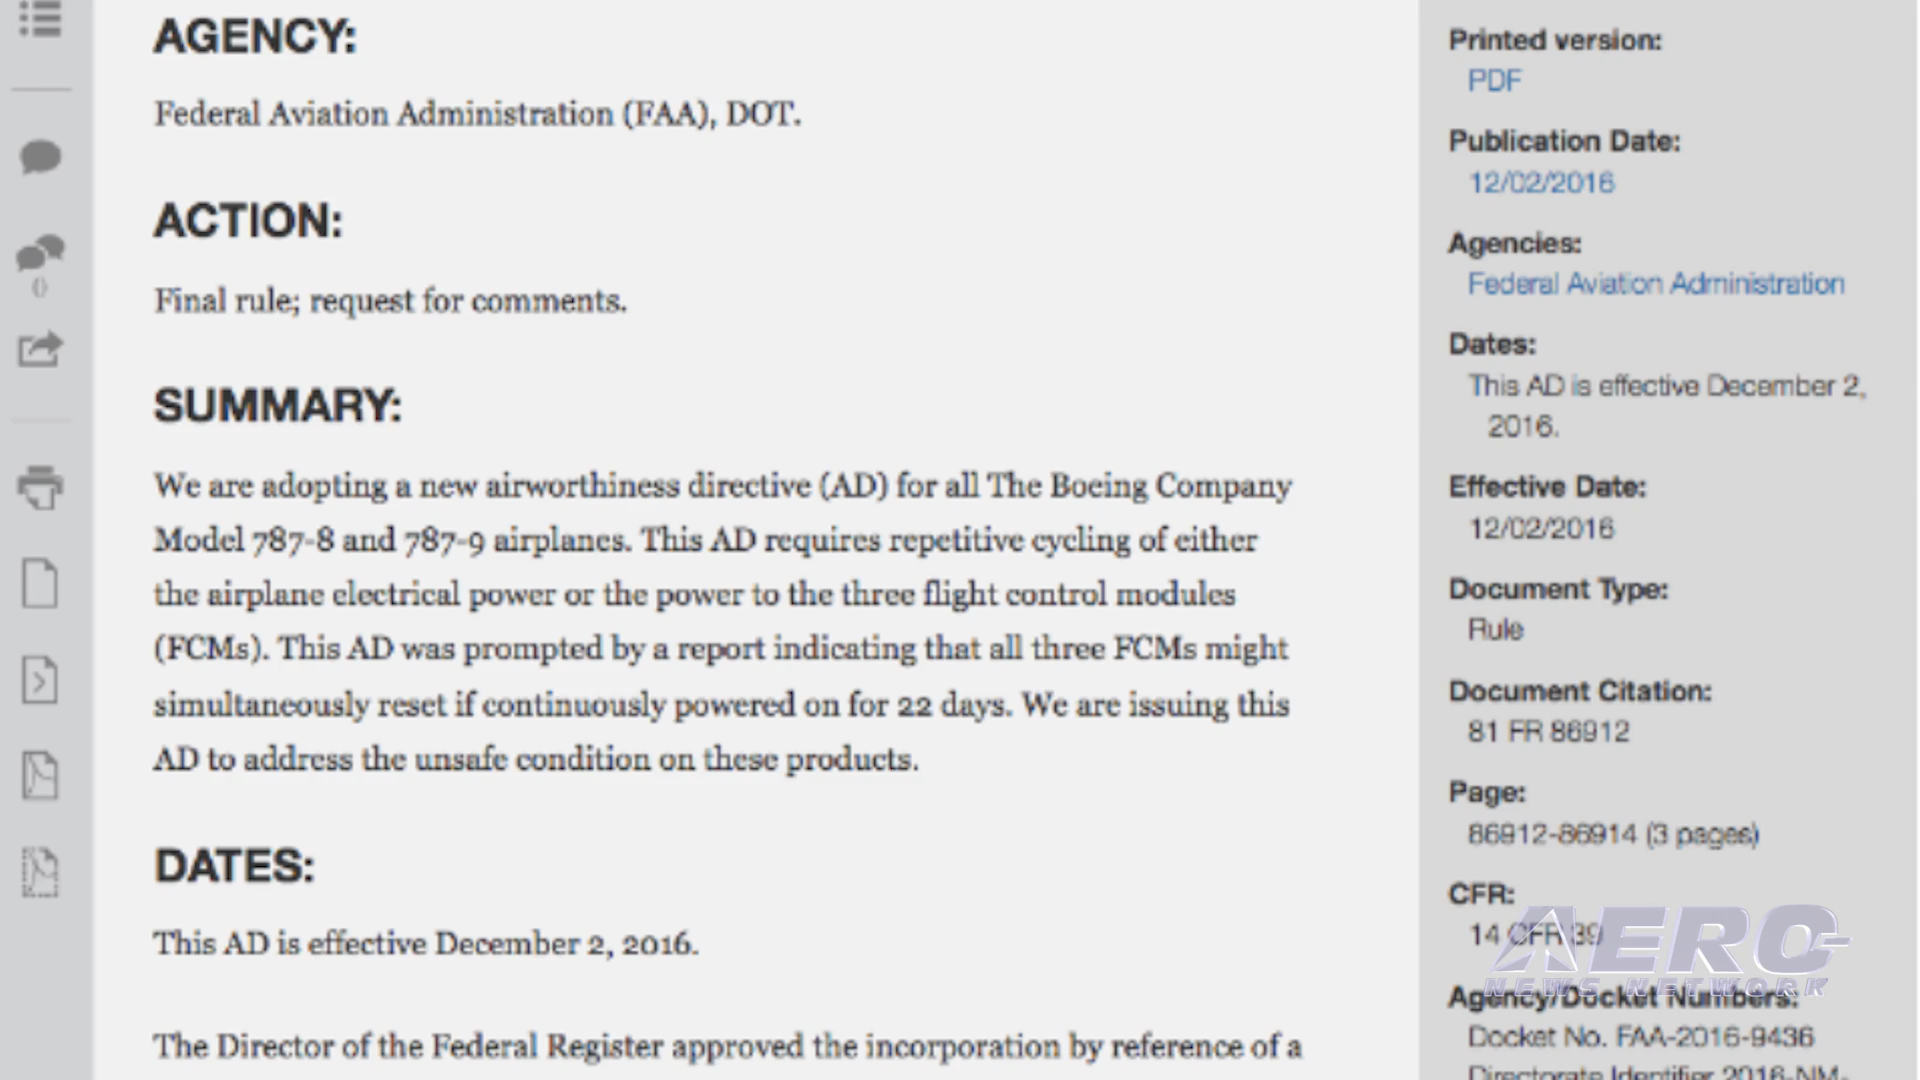 AGENCY:
Federal Aviation Administration (FAA), DOT.
ACTION:
Final rule; request for comments.
SUMMARY:
We are adopting a new airworthiness directive (AD) for all The Boeing Company
Model 787-8 and 787-9 airplanes. This AD requires repetitive cycling of either
the airplane electrical power or the power to the three flight control modules
(FCMs). This AD was prompted by a report indicating that all three FCMs might
simultaneously reset if continuously powered on for 22 days. We are issuing this
AD to address the unsafe condition on these products.
DATES:
This AD is effective December 2, 2016.
The Director of the Federal Register approved the incorporation by reference of a
Printed version:
PDF
Publication Date:
12/02/2016
Agencies:
Federal Aviation Administration
Dates:
This AD is effective December 2,
2016.
Effective Date:
12/02/2016
Document Type:
Rule
Document Citation:
81 FR 86912
Page:
86912-86914 (3 pages)
CFR:
14 CFR 39
Agency/Docket Numbers:
Docket No. FAA-2016-9436
Directorate Identifier 2016-NM-
AERO-
NEWS NETWORK